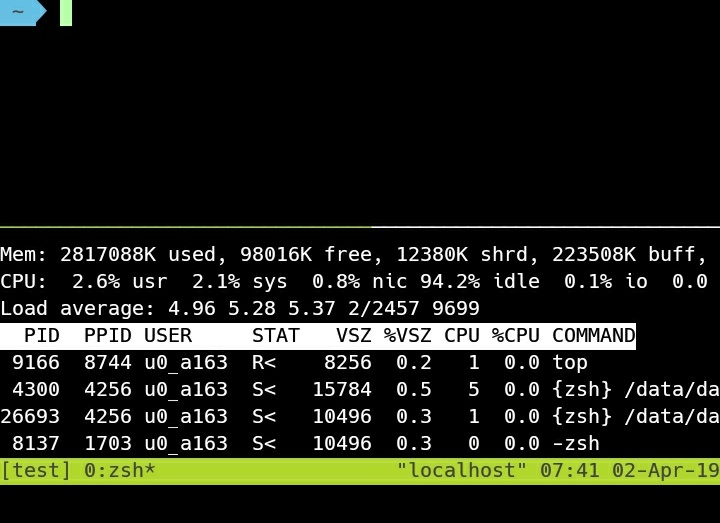 ~
Mem: 2817088K used, 98016K free, 12380K shrd, 223508K buff,
CPU:  2.6% usr  2.1% sys  0.8% nic 94.2% idle  0.1% io  0.0
Load average: 4.96 5.28 5.37 2/2457 9699
  PID  PPID USER     STAT   VSZ %VSZ CPU %CPU COMMAND
 9166  8744 u0_a163  R<    8256  0.2   1  0.0 top
 4300  4256 u0_a163  S<   15784  0.5   5  0.0 {zsh} /data/da
26693  4256 u0_a163  S<   10496  0.3   1  0.0 {zsh} /data/da
 8137  1703 u0_a163  S<   10496  0.3   0  0.0 -zsh
[test] 0:zsh*                    "localhost" 07:41 02-Apr-19